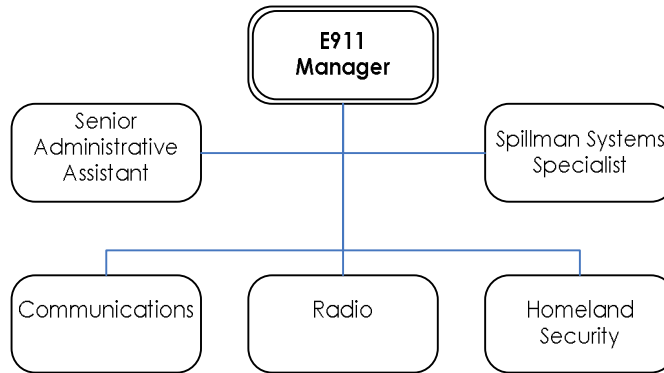 E911
Manager
Senior
Administrative
Assistant
Spillman Systems
Specialist
Communications
Radio
Homeland
Security